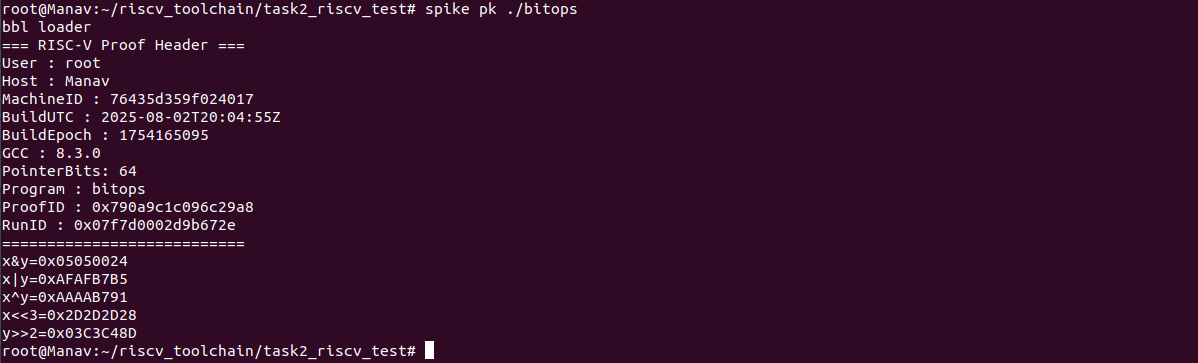 root@Manav:~/riscv_toolchain/task2_riscv_test# spike pk ./bitops
bbl loader
=== RISC-V Proof Header ===
User : root
Host : Manav
MachineID : 76435d359f024017
BuildUTC : 2025-08-02T20:04:55Z
BuildEpoch : 1754165095
GCC : 8.3.0
PointerBits: 64
Program : bitops
ProofID : 0x790a9c1c096c29a8
RunID : 0x07f7d0002d9b672e
===========================
x&y=0x05050024
x|y=0xAFAFB7B5
x^y=0xAAAAB791
x<<3=0x2D2D2D28
y>>2=0x03C3C48D
root@Manav:~/riscv_toolchain/task2_riscv_test#